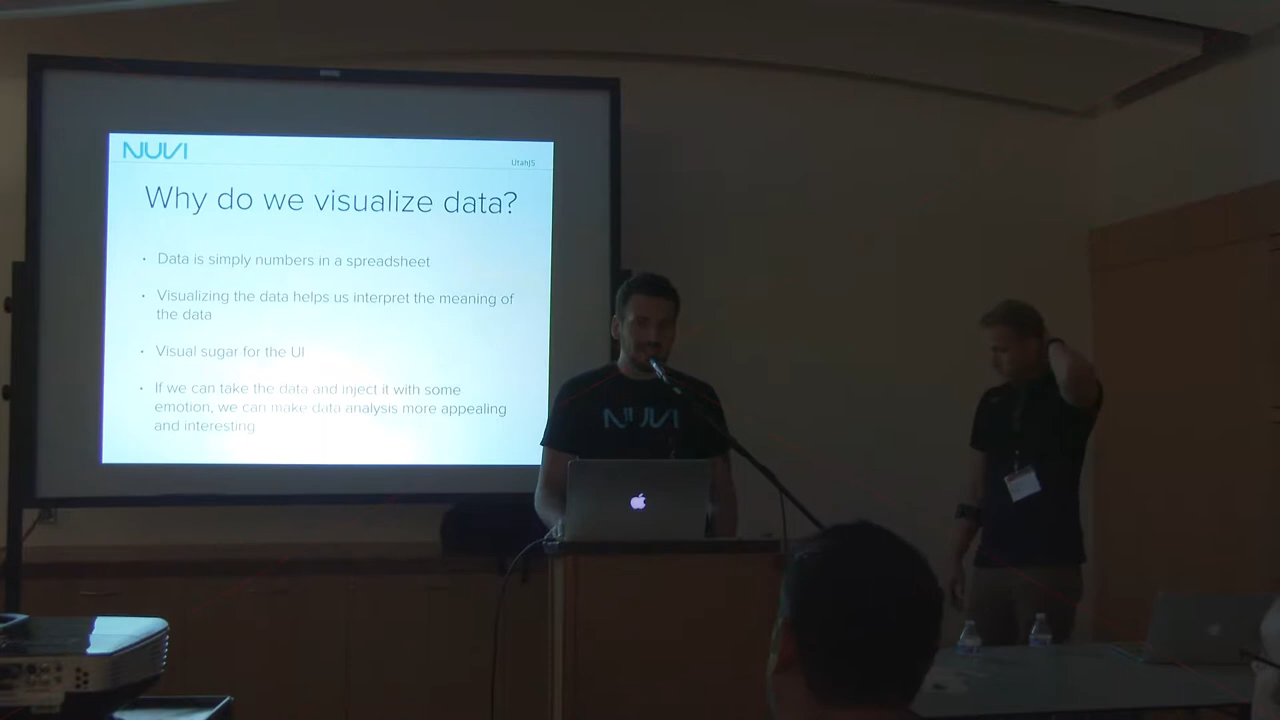 NUVI
UtahJS
Why do we visualize data?
• Data is simply numbers in a spreadsheet
• Visualizing the data helps us interpret the meaning of
the data
• Visual sugar for the UI
• If we can take the data and inject it with some
emotion, we can make data analysis more appealing
and interesting
NUVI